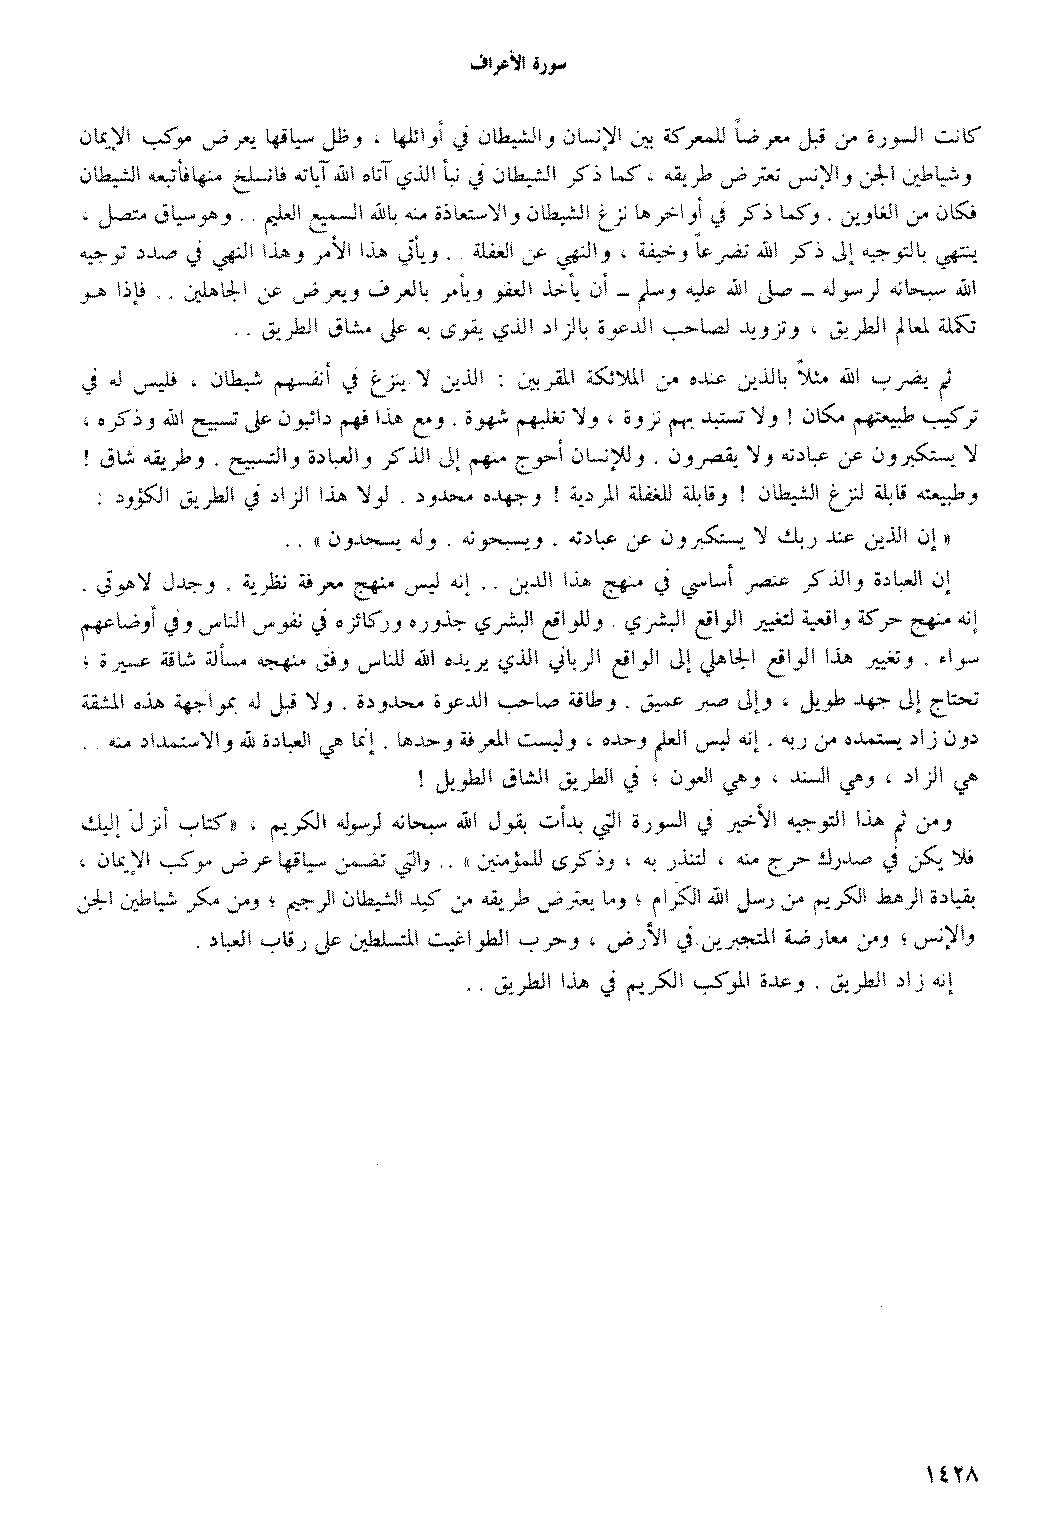 سورة الأعراف
كانت السورة من قبل معرضاً للمعركة بين الإنسان والشيطان في أوائلها ، وظل سياقها يعرض موكب الإيمان
وشياطين الجن والإنس تعترض طريقه ، كما ذكر الشيطان في نبأ الذي آتاه الله آياته فانسلخ منها فأتبعه الشيطان
فكان من الغاوين . وكما ذكر في أواخرها نزغ الشيطان والاستعاذة منه بالله السميع العليم . . وهو سياق متصل ،
ينتهي بالتوجيه إلى ذكر الله تضرعاً وخيفة ، والنهي عن الغفلة . . ويأتي هذا الأمر وهذا النهي في صدد توجيه
الله سبحانه لرسوله – صلى الله عليه وسلم – أن يأخذ العفو ويأمر بالعرف ويعرض عن الجاهلين . . فإذا هو
تكملة لمعالم الطريق ، وتزويد لصاحب الدعوة بالزاد الذي يقوى به على مشاق الطريق . .
ثم يضرب الله مثلاً بالذين عنده من الملائكة المقربين : الذين لا ينزغ في أنفسهم شيطان ، فليس له في
تركيب طبيعتهم مكان ! ولا تستبد بهم نزوة ، ولا تغلبهم شهوة . ومع هذا فهم دائبون على تسبيح الله وذكره ،
لا يستكبرون عن عبادته ولا يقصرون . وللإنسان أحوج منهم إلى الذكر والعبادة والتسبيح . وطريقه شاق !
وطبيعته قابلة لنزغ الشيطان ! وقابلة للغفلة المردية ! وجهده محدود . لولا هذا الزاد في الطريق الكؤود :
« إن الذين عند ربك لا يستكبرون عن عبادته . ويسبحونه . وله يسجدون » . .
إن العبادة والذكر عنصر أساسي في منهج هذا الدين . . إنه ليس منهج معرفة نظرية . وجدل لاهوتي .
إنه منهج حركة واقعية لتغيير الواقع البشري . وللواقع البشري جذوره وركائزه في نفوس الناس وفي أوضاعهم
سواء . وتغيير هذا الواقع الجاهلي إلى الواقع الرباني الذي يريده الله للناس وفق منهجه مسألة شاقة عسيرة ؛
تحتاج إلى جهد طويل ، وإلى صبر عميق . وطاقة صاحب الدعوة محدودة . ولا قبل له بمواجهة هذه المشقة
دون زاد يستمده من ربه . إنه ليس العلم وحده ، وليست المعرفة وحدها . إنما هي العبادة لله والاستمداد منه . .
هي الزاد ، وهي السند ، وهي العون ؛ في الطريق الشاق الطويل !
ومن ثم هذا التوجيه الأخير في السورة التي بدأت بقول الله سبحانه لرسوله الكريم ، « كتاب أنزل إليك
فلا يكن في صدرك حرج منه ، لتنذر به ، وذكرى للمؤمنين » . . والتي تضمن سياقها عرض موكب الإيمان ،
بقيادة الرهط الكريم من رسل الله الكرام ؛ وما يعترض طريقه من كيد الشيطان الرجيم ؛ ومن مكر شياطين الجن
والإنس ؛ ومن معارضة المتجبرين في الأرض ، وحرب الطواغيت المتسلطين على رقاب العباد .
إنه زاد الطريق . وعدة الموكب الكريم في هذا الطريق . .
١٤٢٨